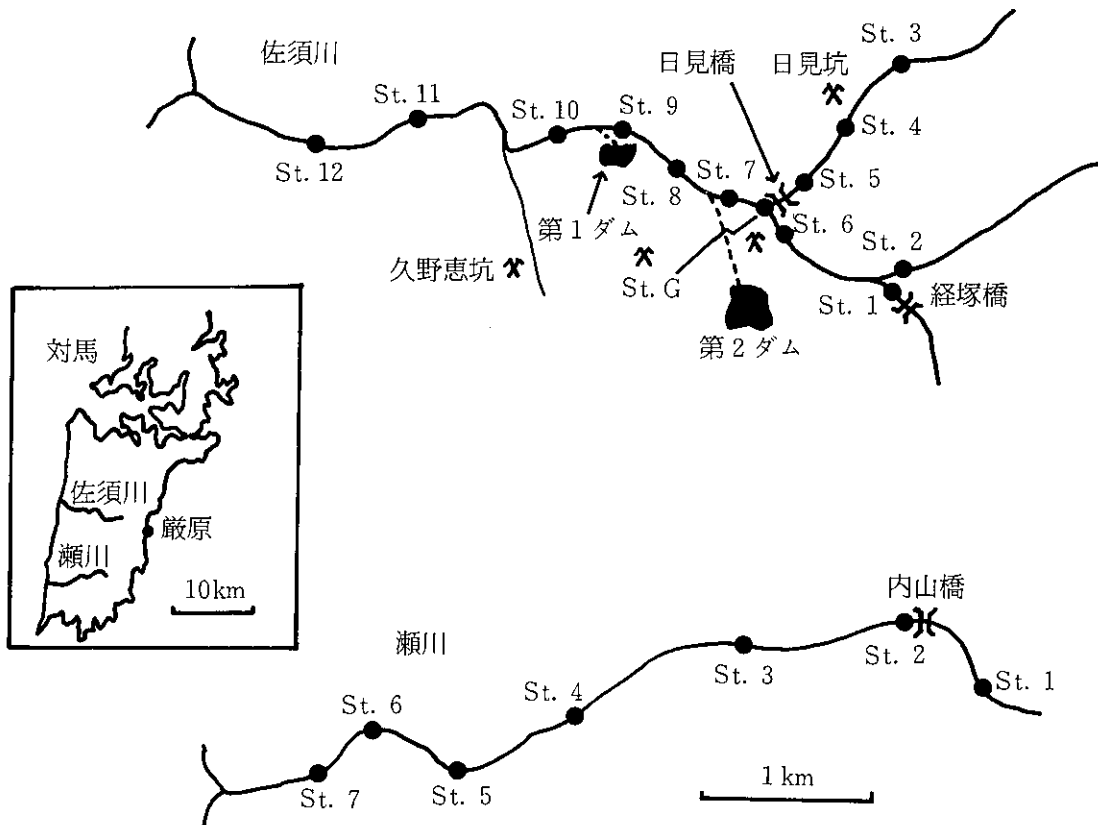 佐須川
St. 3
日見橋
日見坑
St. 11
St. 10
St. 9
St. 4
St. 12
St. 7
St. 5
St. 8
第1ダム
St. 6
St. 2
久野恵坑
St. G
St. 1
経塚橋
第2ダム
対馬
佐須川
厳原
瀬川
10km
内山橋
瀬川
St. 2
St. 3
St. 1
St. 4
St. 6
St. 7
St. 5
1 km